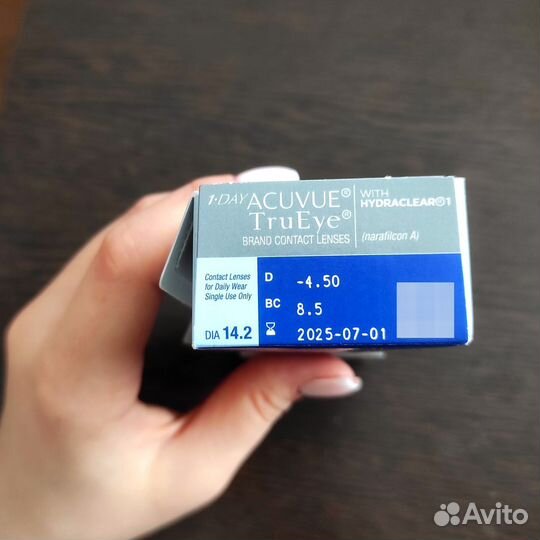 1-DAY ACUVUE®
TruEye®
BRAND CONTACT LENSES
WITH
HYDRACLEAR®1
(narafilcon A)
Contact Lenses
for Daily Wear
Single Use Only
DIA 14.2
D -4.50
BC 8.5
2025-07-01
Avito